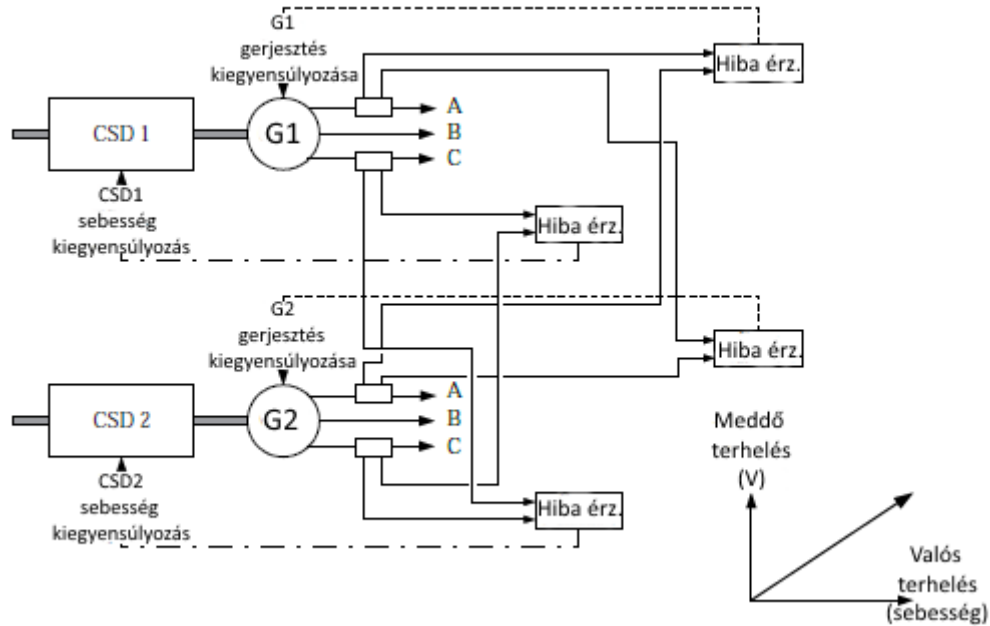 G1
gerjesztés
kiegyensúlyozása
Hiba érz.
CSD 1
G1
A
B
C
CSD1
sebesség
kiegyensúlyozás
Hiba érz.
G2
gerjesztés
kiegyensúlyozása
Hiba érz.
CSD 2
G2
A
B
C
CSD2
sebesség
kiegyensúlyozás
Hiba érz.
Meddő
terhelés
(V)
Valós
terhelés
(sebesség)